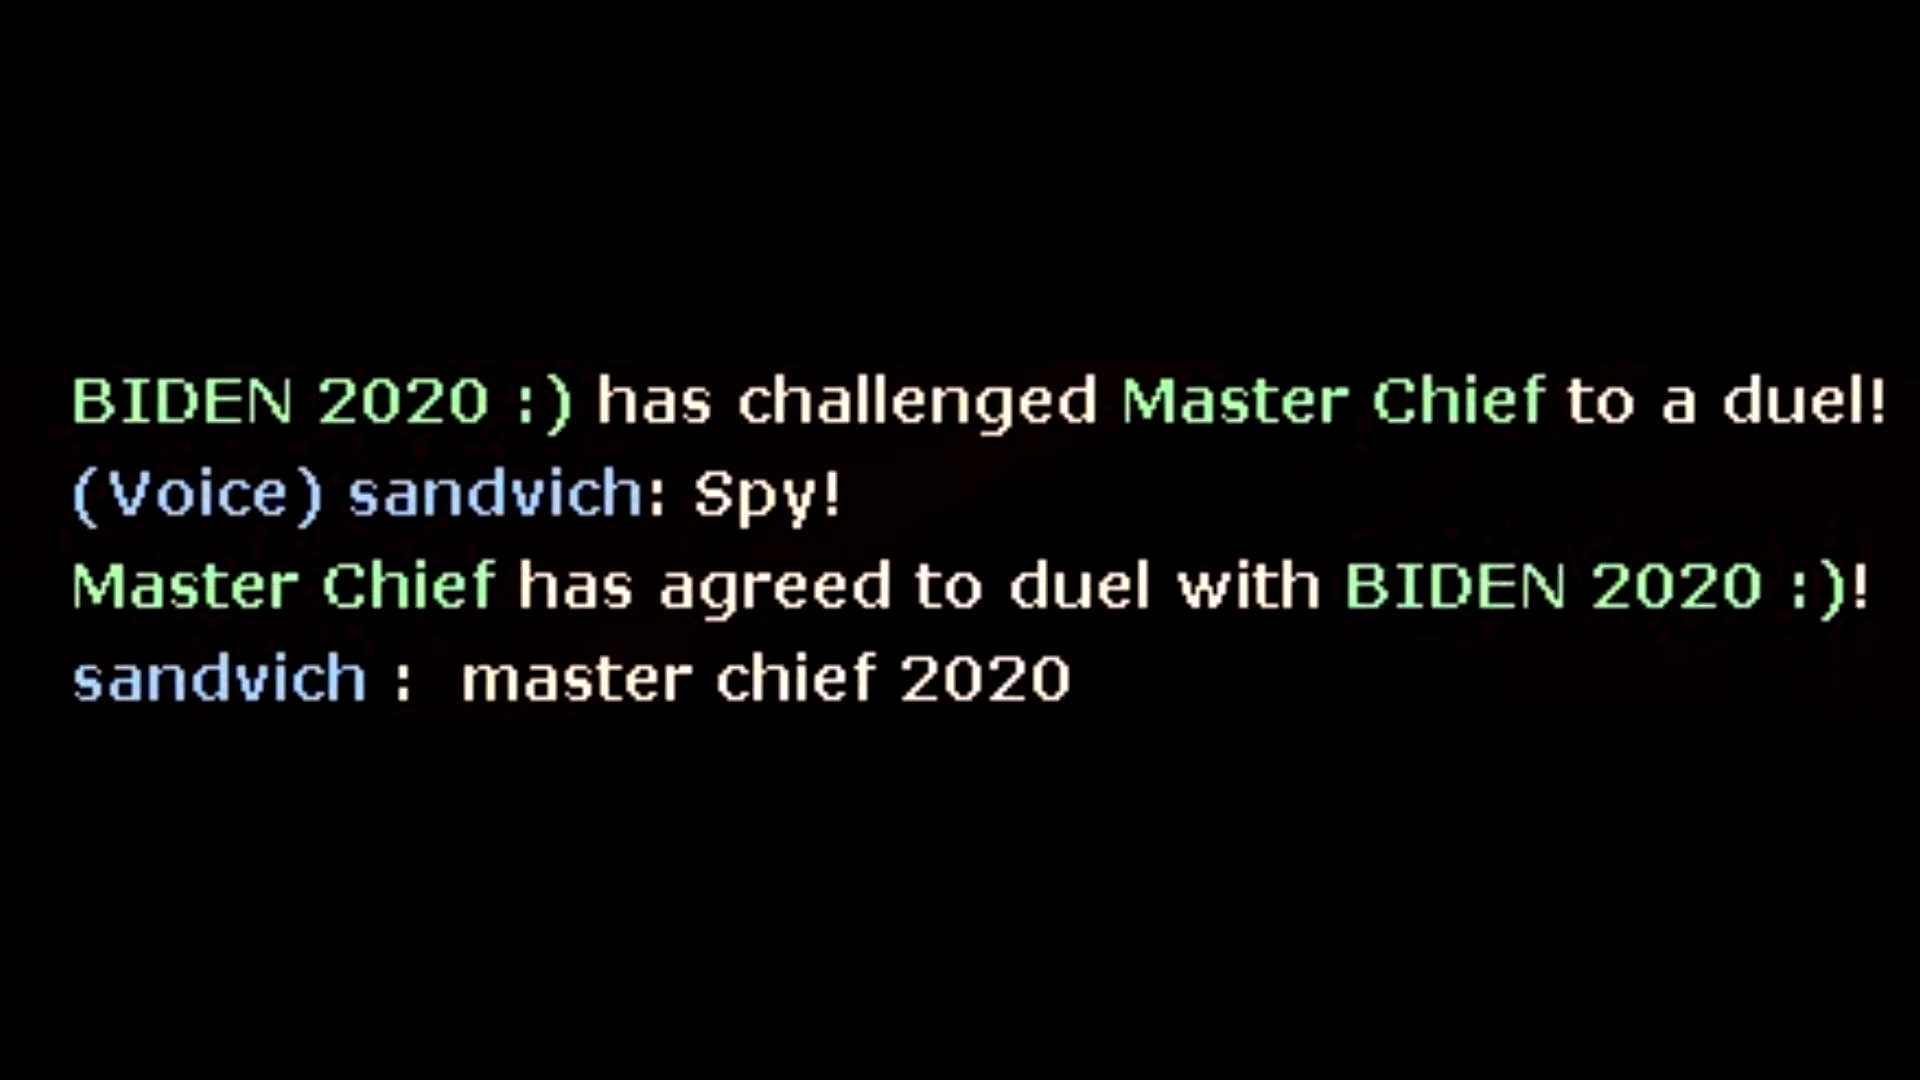 BIDEN 2020 :) has challenged Master Chief to a duel!
(Voice) sandvich: Spy!
Master Chief has agreed to duel with BIDEN 2020 :)!
sandvich :  master chief 2020